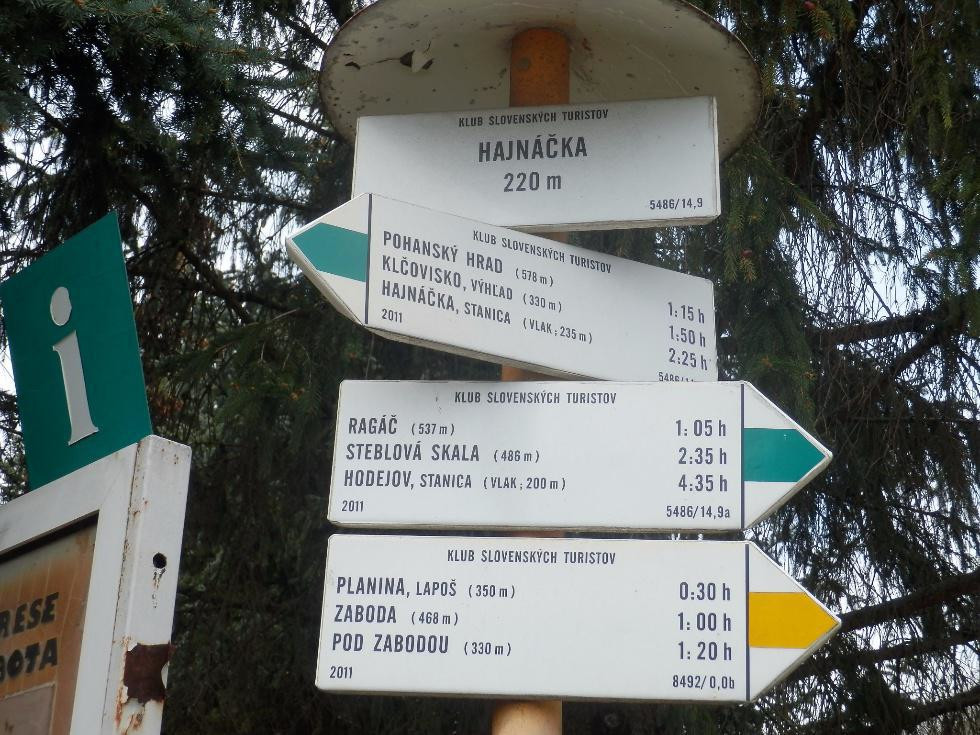 KLUB SLOVENSKÝCH TURISTOV
HAJNÁČKA
220 m
5486/14,9
KLUB SLOVENSKÝCH TURISTOV
POHANSKÝ HRAD (578 m) 1:15 h
KLČOVISKO, VÝHĽAD (330 m) 1:50 h
HAJNÁČKA, STANICA (VLAK; 235 m) 2:25 h
2011
KLUB SLOVENSKÝCH TURISTOV
RAGÁČ (537 m) 1:05 h
STEBLOVÁ SKALA (486 m) 2:35 h
HODEJOV, STANICA (VLAK; 200 m) 4:35 h
2011 5486/14,9a
KLUB SLOVENSKÝCH TURISTOV
PLANINA, LAPOŠ (350 m) 0:30 h
ZABODA (468 m) 1:00 h
POD ZABODOU (330 m) 1:20 h
2011 8492/0,0b
i